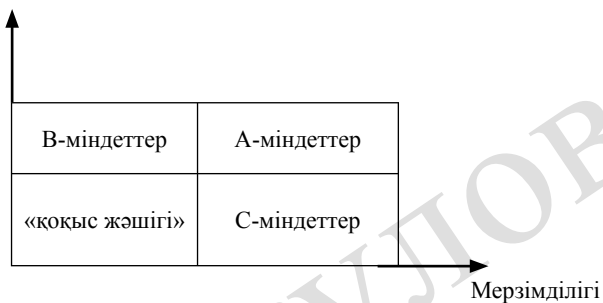 В-міндеттер А-міндеттер
«қоқыс жәшігі» С-міндеттер
Мерзімділігі